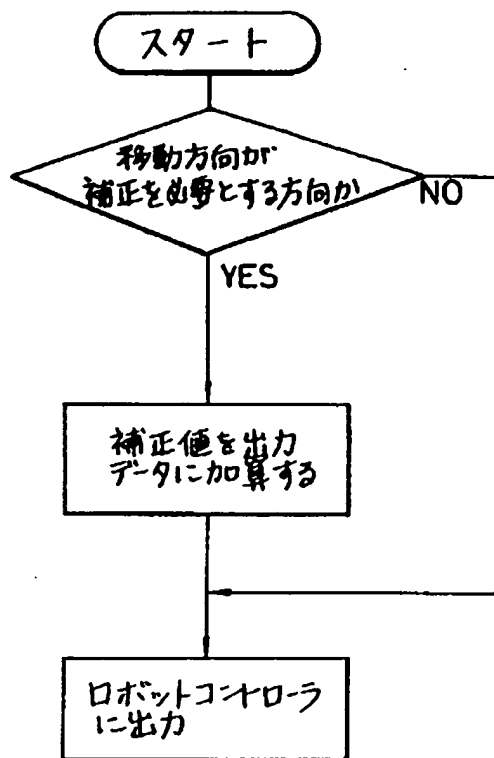 スタート
移動方向が
補正を必要とする方向か
NO
YES
補正値を出力
データに加算する
ロボットコントローラ
に出力